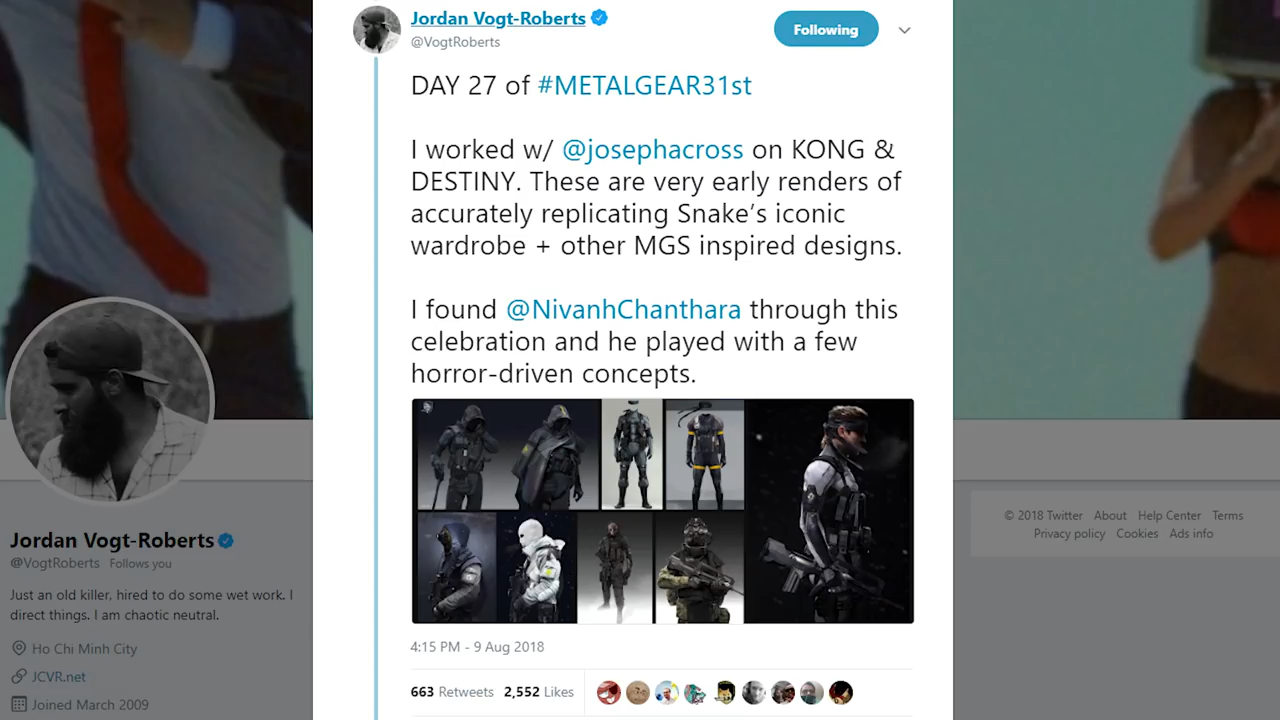 Jordan Vogt-Roberts
@VogtRoberts
Following
DAY 27 of #METALGEAR31st
I worked w/ @josephacross on KONG &
DESTINY. These are very early renders of
accurately replicating Snake's iconic
wardrobe + other MGS inspired designs.
I found @NivanhChanthara through this
celebration and he played with a few
horror-driven concepts.
4:15 PM - 9 Aug 2018
663 Retweets 2,552 Likes
Jordan Vogt-Roberts
@VogtRoberts Follows you
Just an old killer, hired to do some wet work. I
direct things. I am chaotic neutral.
Ho Chi Minh City
JCVR.net
Joined March 2009
© 2018 Twitter About Help Center Terms
Privacy policy Cookies Ads info